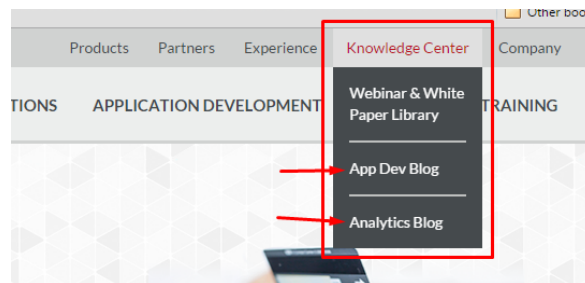 Other boo
Products Partners Experience Knowledge Center Company
TIONS APPLICATION DEVELOPMENT TRAINING
Webinar & White
Paper Library
App Dev Blog
Analytics Blog